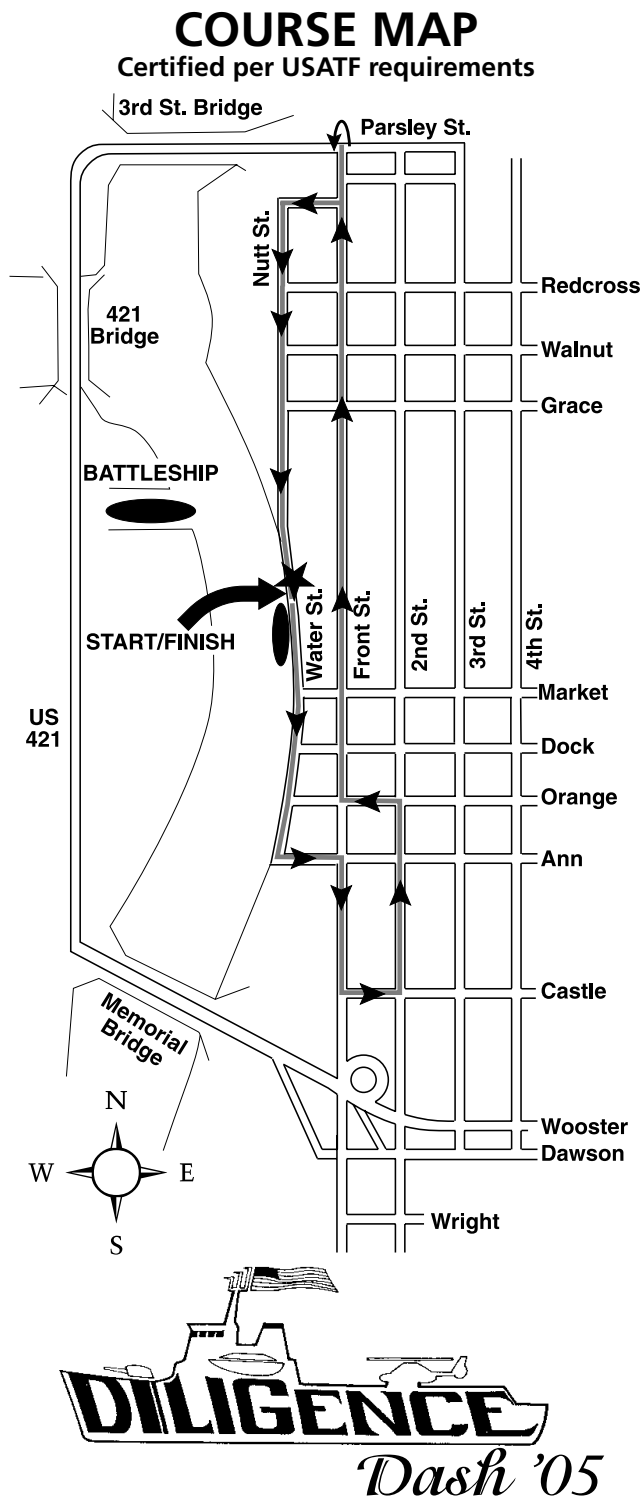 COURSE MAP
Certified per USATF requirements
3rd St. Bridge
Parsley St.
Nutt St.
Redcross
421
Bridge
Walnut
Grace
BATTLESHIP
START/FINISH
Water St.
Front St.
2nd St.
3rd St.
4th St.
Market
US
421
Dock
Orange
Ann
Castle
Memorial
Bridge
N
W
E
S
Wooster
Dawson
Wright
DILIGENCE
Dash '05